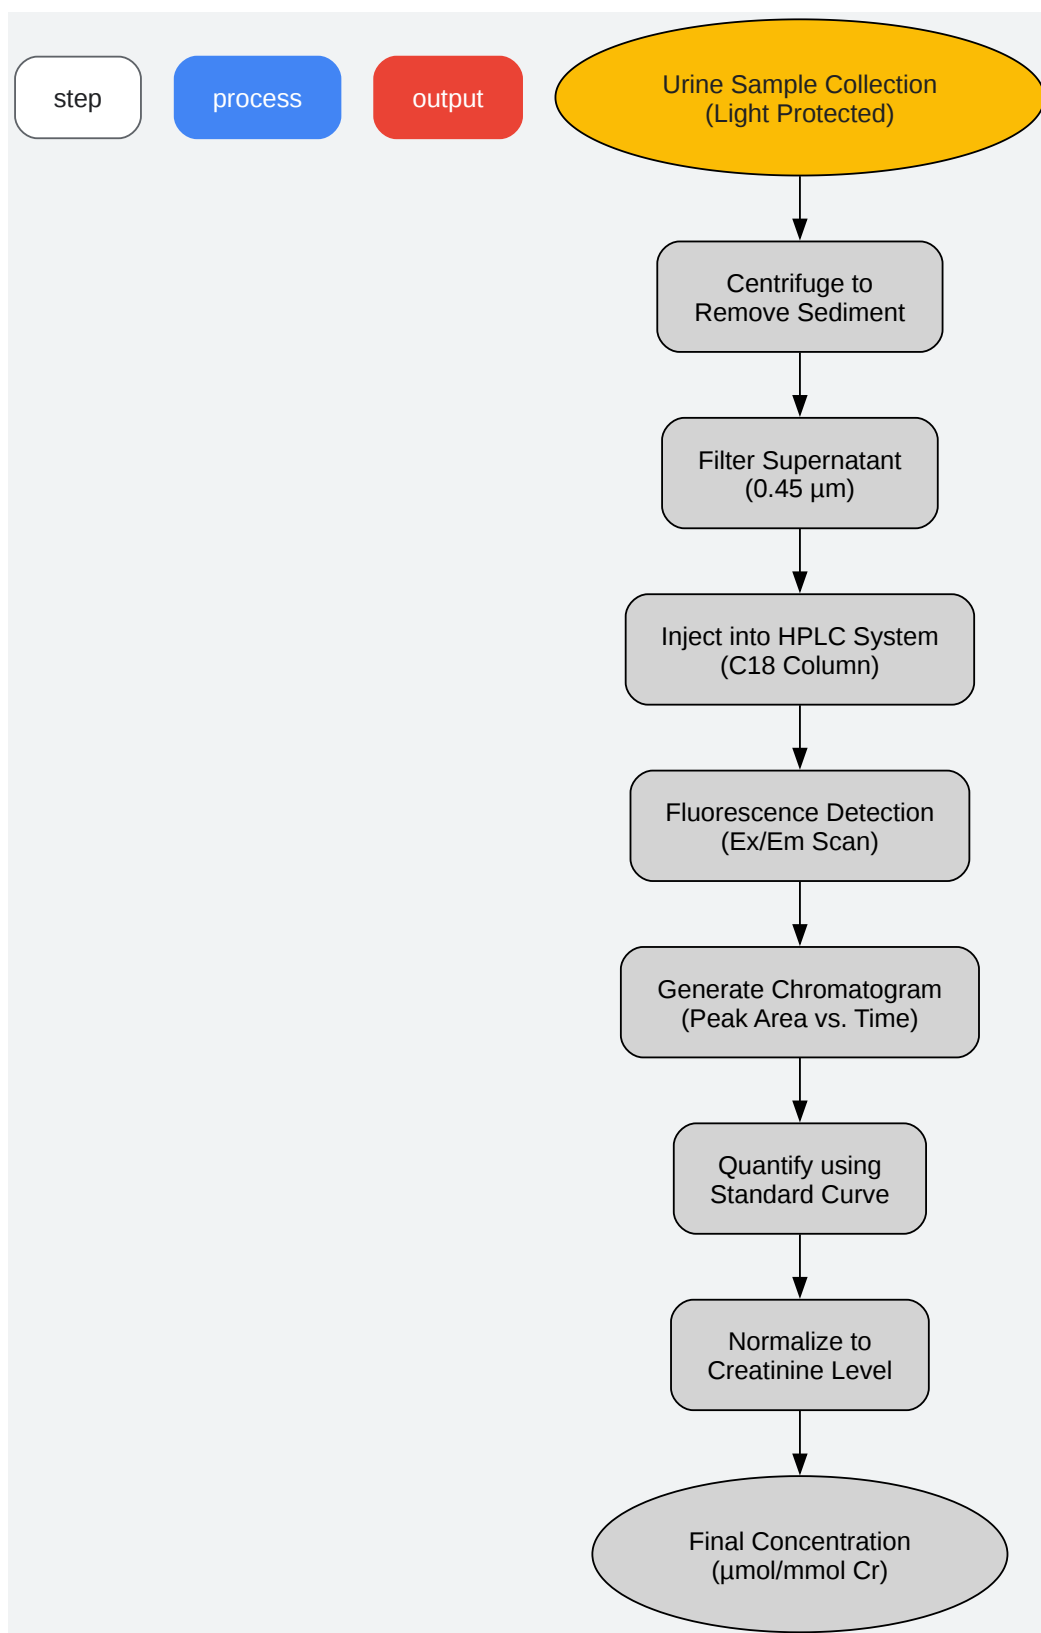 step
process
output
Urine Sample Collection
(Light Protected)
Centrifuge to
Remove Sediment
Filter Supernatant
(0.45 µm)
Inject into HPLC System
(C18 Column)
Fluorescence Detection
(Ex/Em Scan)
Generate Chromatogram
(Peak Area vs. Time)
Quantify using
Standard Curve
Normalize to
Creatinine Level
Final Concentration
(µmol/mmol Cr)